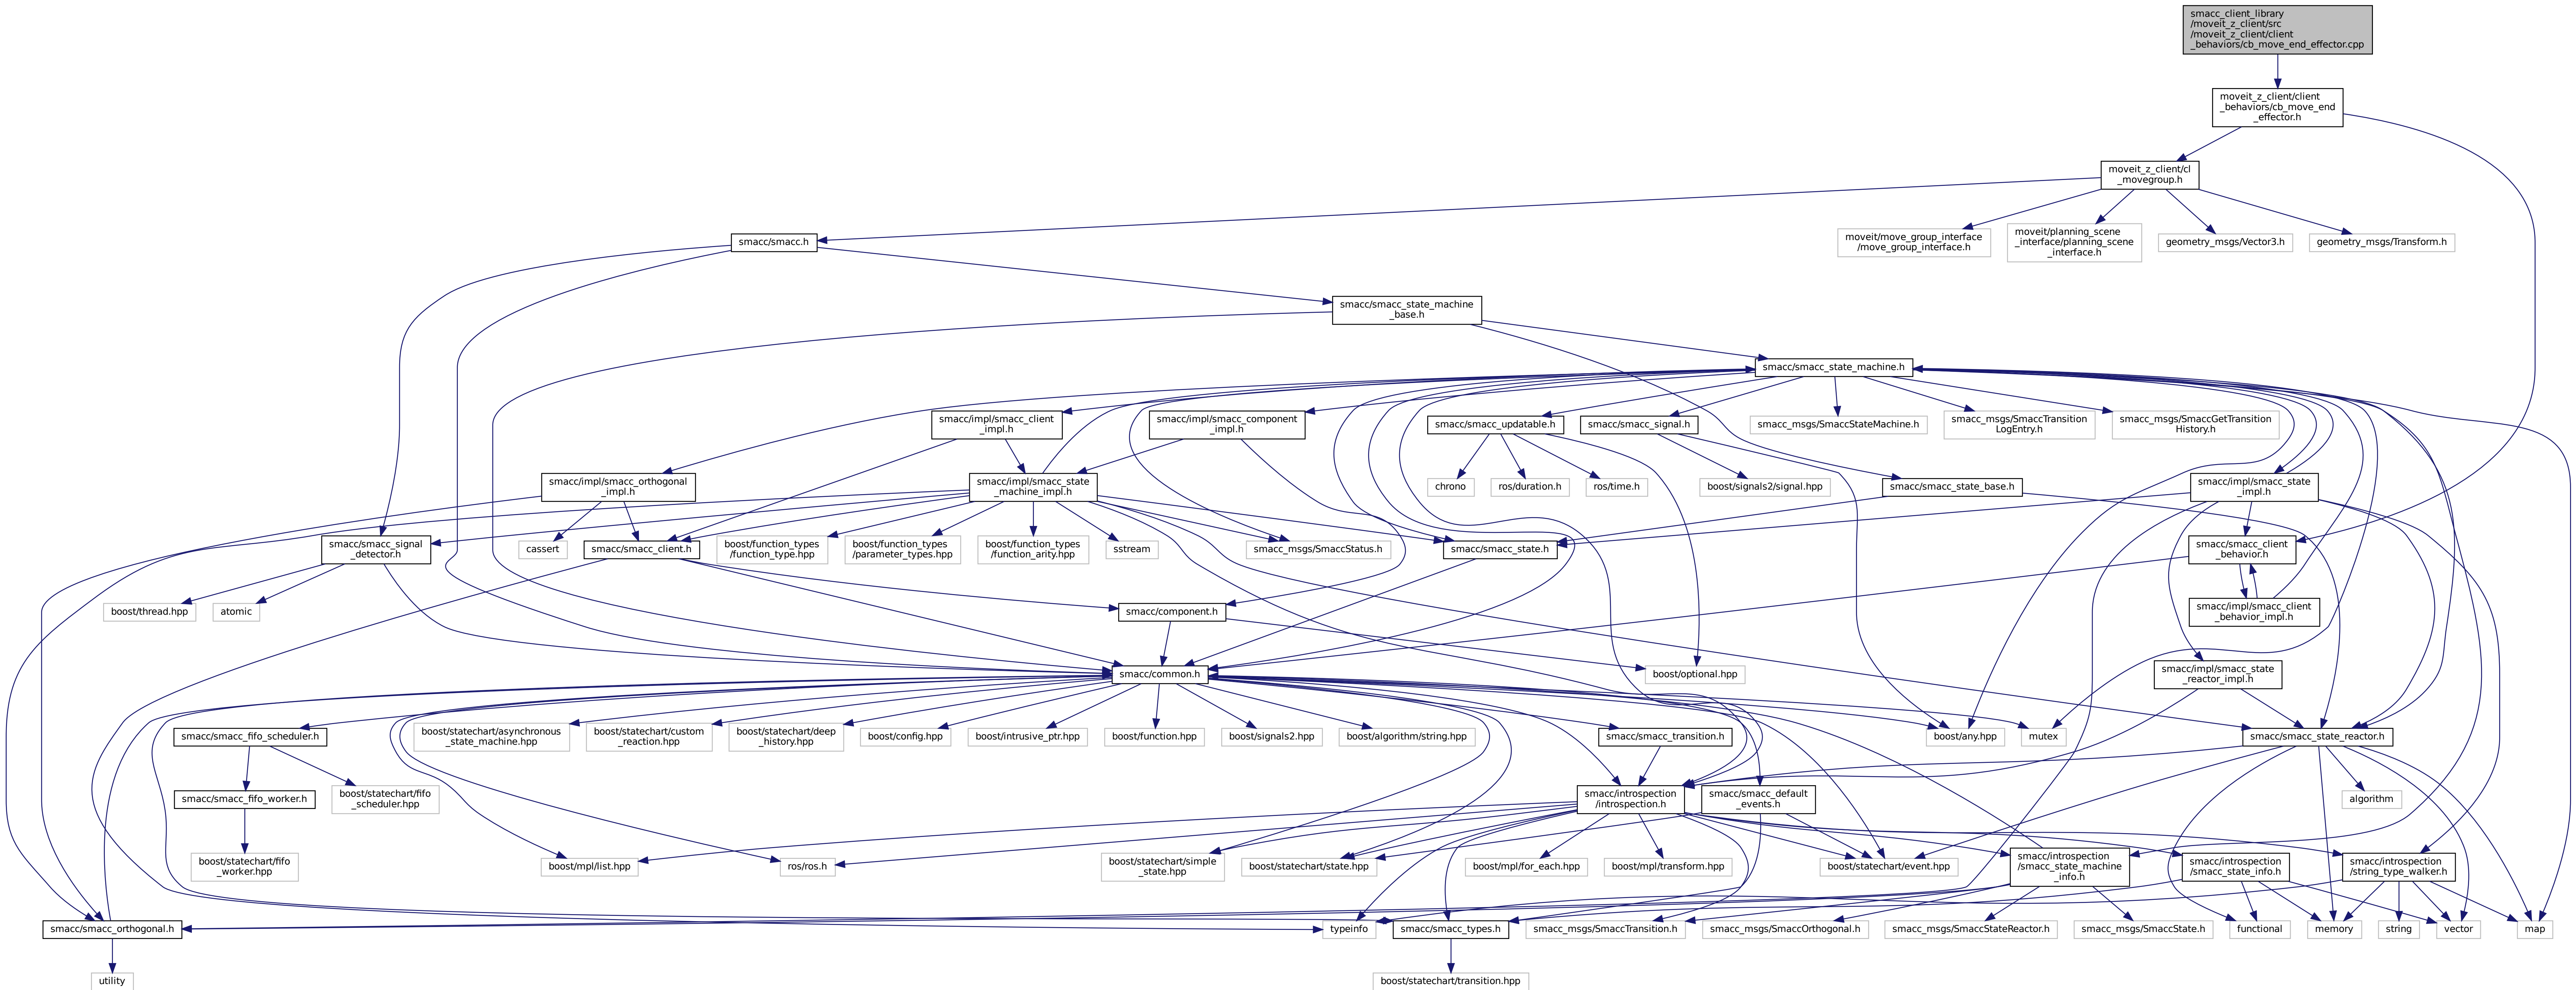 smacc_client_library
/moveit_z_client/src
/moveit_z_client/client
_behaviors/cb_move_end_effector.cpp
moveit_z_client/client
_behaviors/cb_move_end
_effector.h
moveit_z_client/cl
_movegroup.h
smacc/smacc.h
moveit/move_group_interface
/move_group_interface.h
moveit/planning_scene
_interface/planning_scene
_interface.h
geometry_msgs/Vector3.h
geometry_msgs/Transform.h
smacc/smacc_state_machine
_base.h
smacc/smacc_state_machine.h
smacc/impl/smacc_client
_impl.h
smacc/impl/smacc_component
_impl.h
smacc/smacc_updatable.h
smacc/smacc_signal.h
smacc_msgs/SmaccStateMachine.h
smacc_msgs/SmaccTransition
LogEntry.h
smacc_msgs/SmaccGetTransition
History.h
smacc/impl/smacc_orthogonal
_impl.h
smacc/impl/smacc_state
_machine_impl.h
chrono
ros/duration.h
ros/time.h
boost/signals2/signal.hpp
smacc/smacc_state_base.h
smacc/impl/smacc_state
_impl.h
smacc/smacc_signal
_detector.h
cassert
smacc/smacc_client.h
boost/function_types
/function_type.hpp
boost/function_types
/parameter_types.hpp
boost/function_types
/function_arity.hpp
sstream
smacc_msgs/SmaccStatus.h
smacc/smacc_state.h
smacc/smacc_client
_behavior.h
boost/thread.hpp
atomic
smacc/component.h
smacc/impl/smacc_client
_behavior_impl.h
smacc/common.h
boost/optional.hpp
smacc/impl/smacc_state
_reactor_impl.h
smacc/smacc_fifo_scheduler.h
boost/statechart/asynchronous
_state_machine.hpp
boost/statechart/custom
_reaction.hpp
boost/statechart/deep
_history.hpp
boost/config.hpp
boost/intrusive_ptr.hpp
boost/function.hpp
boost/signals2.hpp
boost/algorithm/string.hpp
smacc/smacc_transition.h
boost/any.hpp
mutex
smacc/smacc_state_reactor.h
smacc/smacc_fifo_worker.h
boost/statechart/fifo
_scheduler.hpp
smacc/introspection
/introspection.h
smacc/smacc_default
_events.h
algorithm
boost/statechart/fifo
_worker.hpp
boost/mpl/list.hpp
ros/ros.h
boost/statechart/simple
_state.hpp
boost/statechart/state.hpp
boost/mpl/for_each.hpp
boost/mpl/transform.hpp
boost/statechart/event.hpp
smacc/introspection
/smacc_state_machine
_info.h
smacc/introspection
/smacc_state_info.h
smacc/introspection
/string_type_walker.h
smacc/smacc_orthogonal.h
typeinfo
smacc/smacc_types.h
smacc_msgs/SmaccTransition.h
smacc_msgs/SmaccOrthogonal.h
smacc_msgs/SmaccStateReactor.h
smacc_msgs/SmaccState.h
functional
memory
string
vector
map
utility
boost/statechart/transition.hpp